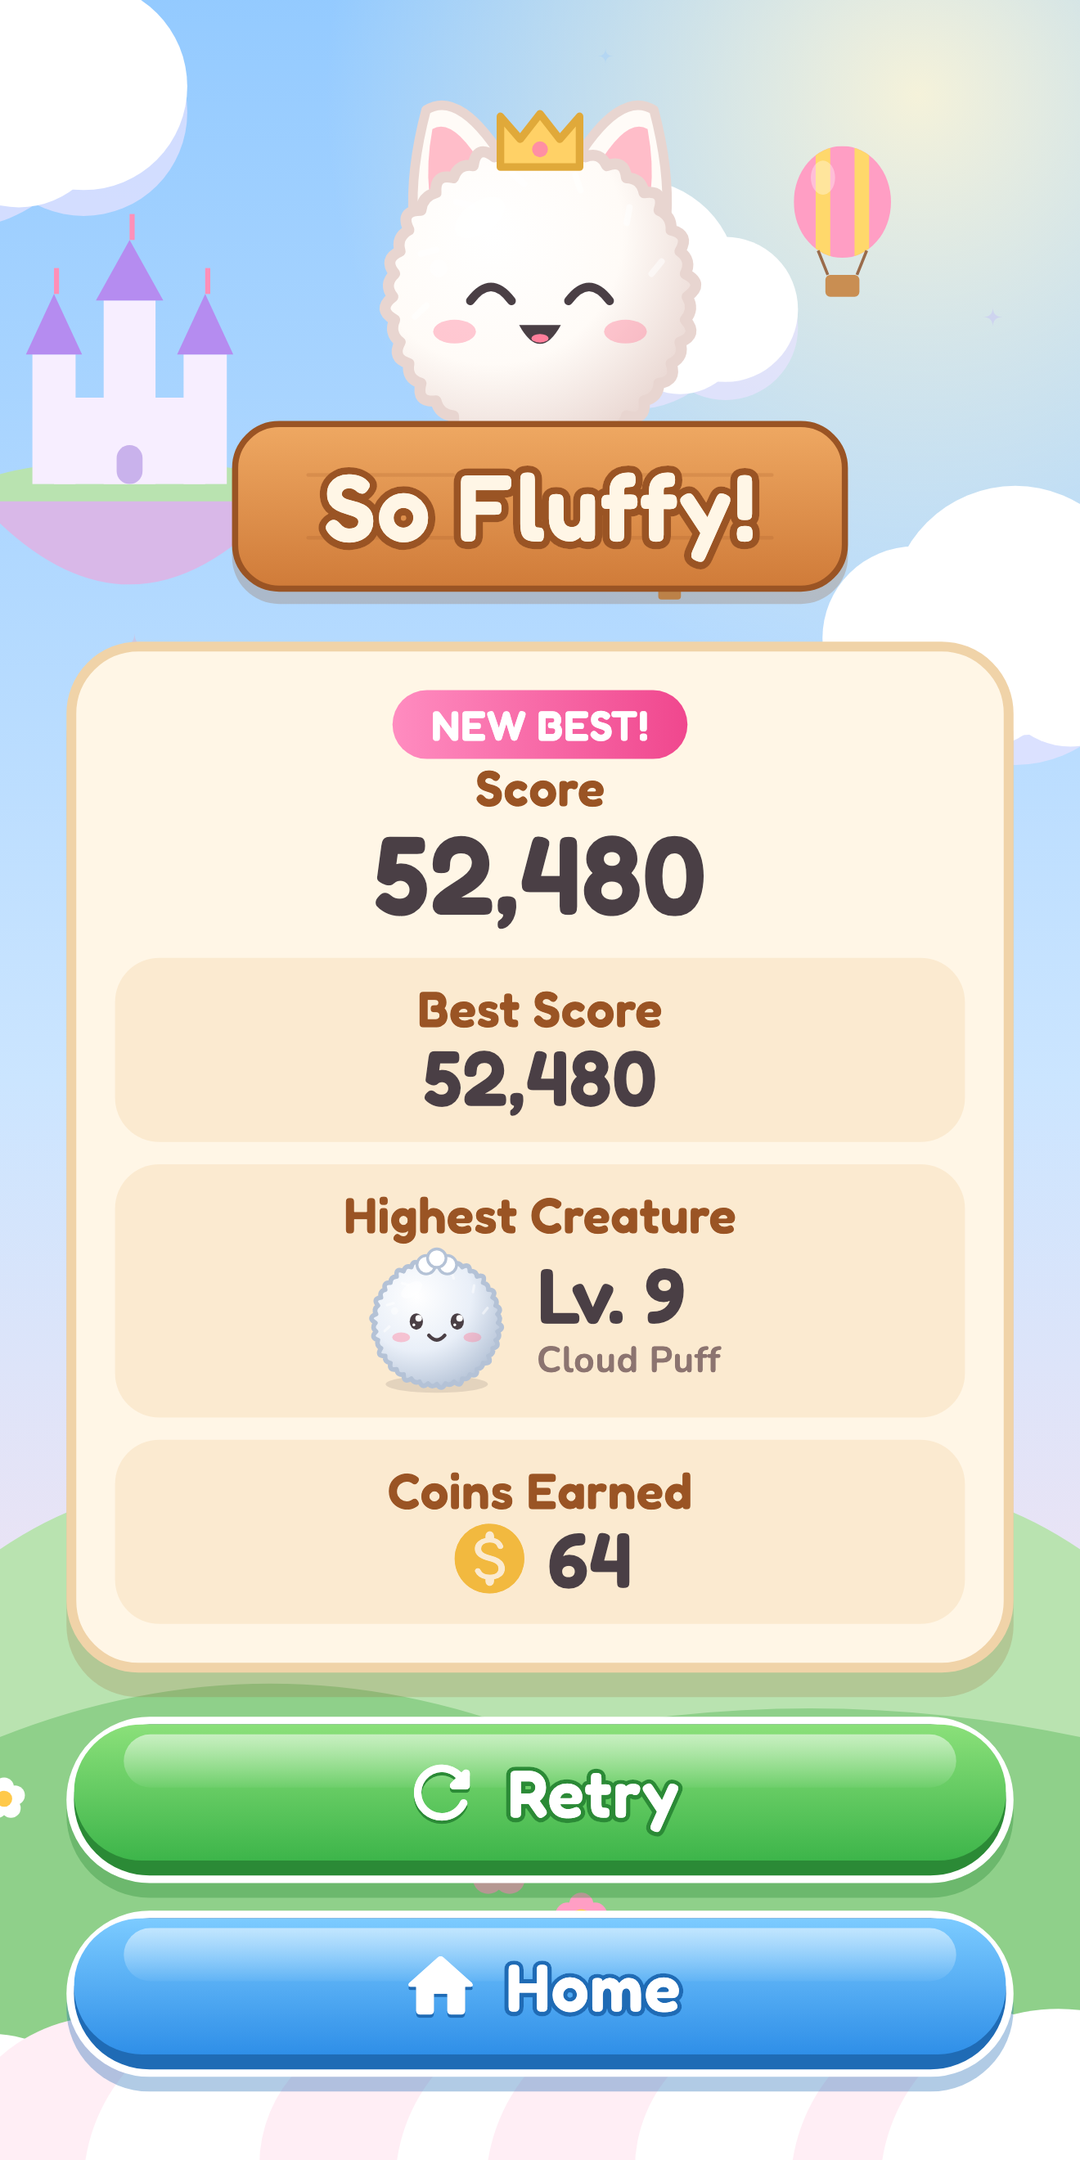 So Fluffy!
NEW BEST!
Score
52,480
Best Score
52,480
Highest Creature
Lv. 9
Cloud Puff
Coins Earned
$ 64
Retry
Home